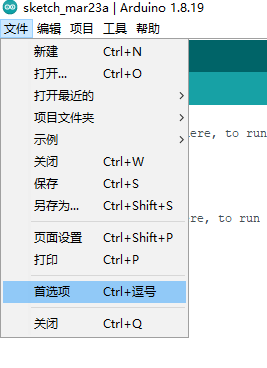 sketch_mar23a | Arduino 1.8.19
文件 编辑 项目 工具 帮助
新建 Ctrl+N
打开... Ctrl+O
打开最近的
项目文件夹
示例
关闭 Ctrl+W
保存 Ctrl+S
另存为... Ctrl+Shift+S
页面设置 Ctrl+Shift+P
打印 Ctrl+P
首选项 Ctrl+逗号
关闭 Ctrl+Q
ere, to run
re, to run